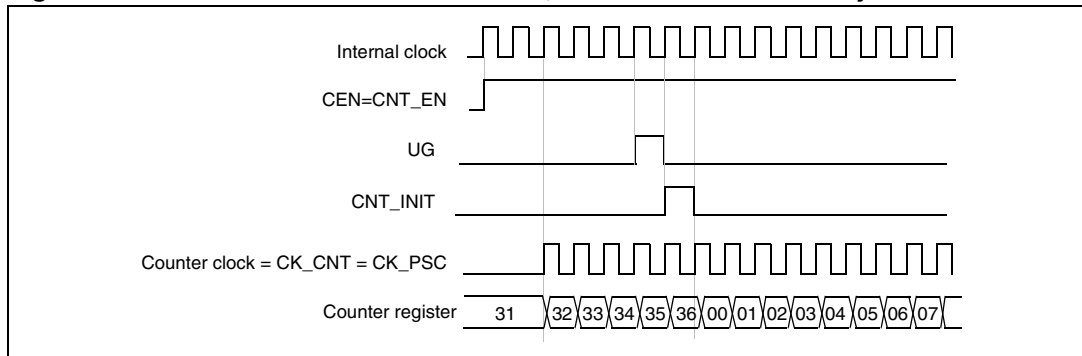 Internal clock
CEN=CNT_EN
UG
CNT_INIT
Counter clock = CK_CNT = CK_PSC
Counter register 31 32 33 34 35 36 00 01 02 03 04 05 06 07